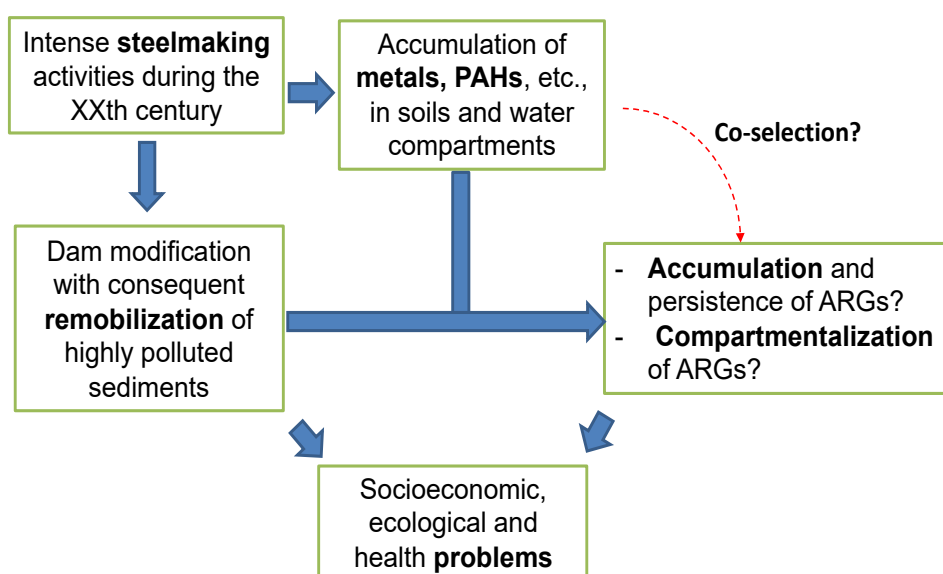 Intense steelmaking
activities during the
XXth century
Accumulation of
metals, PAHs, etc.,
in soils and water
compartments
Co-selection?
Dam modification
with consequent
remobilization of
highly polluted
sediments
- Accumulation and
persistence of ARGs?
- Compartmentalization
of ARGs?
Socioeconomic,
ecological and
health problems